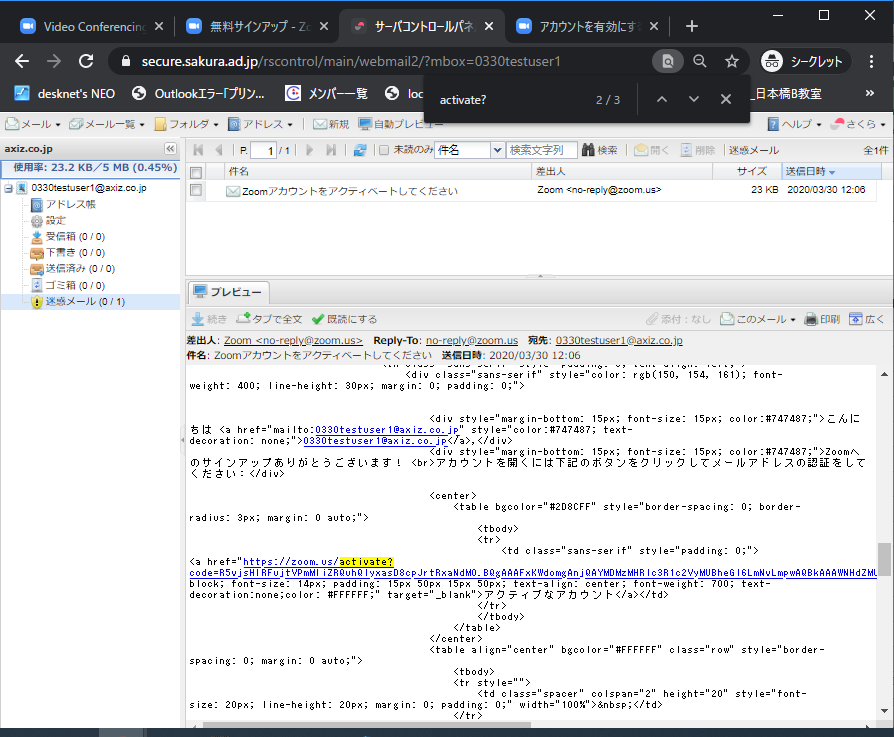 Video Conferencing
無料サインアップ - Zo
サーバコントロールパネ
アカウントを有効にする
secure.sakura.ad.jp/rscontrol/main/webmail2/?mbox=0330testuser1
シークレット
desknet's NEO
Outlookエラー「プリン...
メンバー一覧
loc
_日本橋B教室
»
activate?
2 / 3
メール
メール一覧
フォルダ
アドレス
新規
自動プレビュー
ヘルプ
さくら
axiz.co.jp
使用率: 23.2 KB／5 MB (0.45%)
0330testuser1@axiz.co.jp
アドレス帳
設定
受信箱 (0 / 0)
下書き (0 / 0)
送信済み (0 / 0)
ゴミ箱 (0 / 0)
迷惑メール (0 / 1)
P. 1 / 1
未読のみ
件名
検索文字列
検索
開く
削除
迷惑メール
全1件
件名 差出人 サイズ 送信日時
Zoomアカウントをアクティベートしてください Zoom <no-reply@zoom.us> 23 KB 2020/03/30 12:06
プレビュー
続き
タブで全文
既読にする
添付：なし
このメール
印刷
広く
差出人: Zoom <no-reply@zoom.us> Reply-To: no-reply@zoom.us 宛先: 0330testuser1@axiz.co.jp
件名: Zoomアカウントをアクティベートしてください 送信日時: 2020/03/30 12:06
<div class="sans-serif" style="color: rgb(150, 154, 161); font-
weight: 400; line-height: 30px; margin: 0; padding: 0;">
<div style="margin-bottom: 15px; font-size: 15px; color:#747487;">こんに
ちは <a href="mailto:0330testuser1@axiz.co.jp" style="color:#747487; text-
decoration: none;">0330testuser1@axiz.co.jp</a>,</div>
<div style="margin-bottom: 15px; font-size: 15px; color:#747487;">Zoomへ
のサインアップありがとうございます！ <br>アカウントを開くには下記のボタンをクリックしてメールアドレスの認証をして
ください：</div>
<center>
<table bgcolor="#2D8CFF" style="border-spacing: 0; border-
radius: 3px; margin: 0 auto;">
<tbody>
<tr>
<td class="sans-serif" style="padding: 0;">
<a href="https://zoom.us/activate?
block; font-size: 14px; padding: 15px 50px 15px 50px; text-align: center; font-weight: 700; text-
decoration:none;color: #FFFFFF;" target="_blank">アクティブなアカウント</a></td>
</tr>
</tbody>
</table>
</center>
<table align="center" bgcolor="#FFFFFF" class="row" style="border-
spacing: 0; margin: 0 auto;">
<tbody>
<tr style="">
<td class="spacer" colspan="2" height="20" style="font-
size: 20px; line-height: 20px; margin: 0; padding: 0;" width="100%">&nbsp;</td>
</tr>